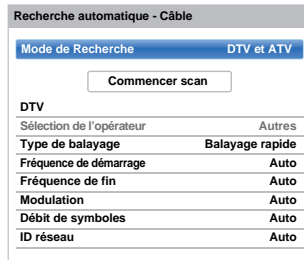 Recherche automatique - Câble
Mode de Recherche DTV et ATV
Commencer scan
DTV
Sélection de l'opérateur Autres
Type de balayage Balayage rapide
Fréquence de démarrage Auto
Fréquence de fin Auto
Modulation Auto
Débit de symboles Auto
ID réseau Auto